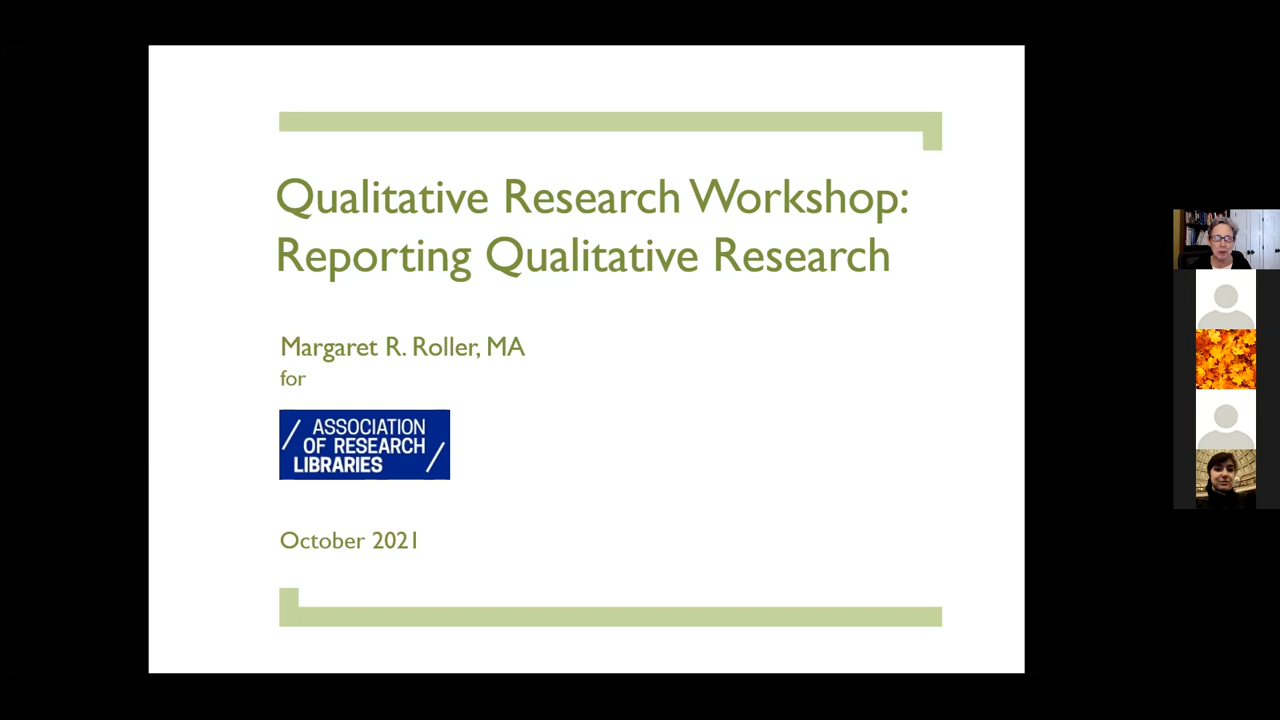 Qualitative Research Workshop:
Reporting Qualitative Research
Margaret R. Roller, MA
for
ASSOCIATION
OF RESEARCH
LIBRARIES
October 2021